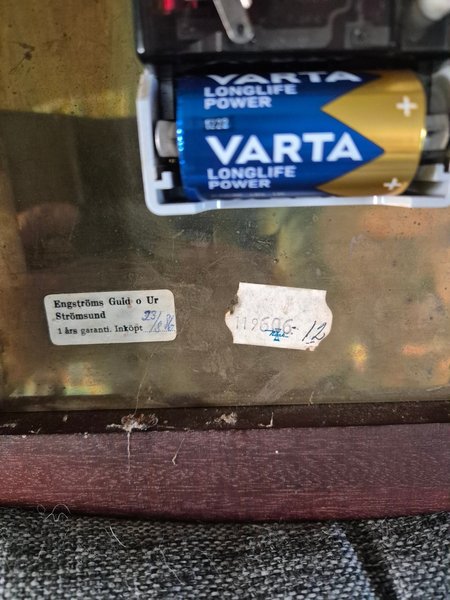 VARTA
LONGLIFE
POWER
VARTA
LONGLIFE
POWER
Engströms Guld o Ur
Strömsund
1 års garanti. Inköpt